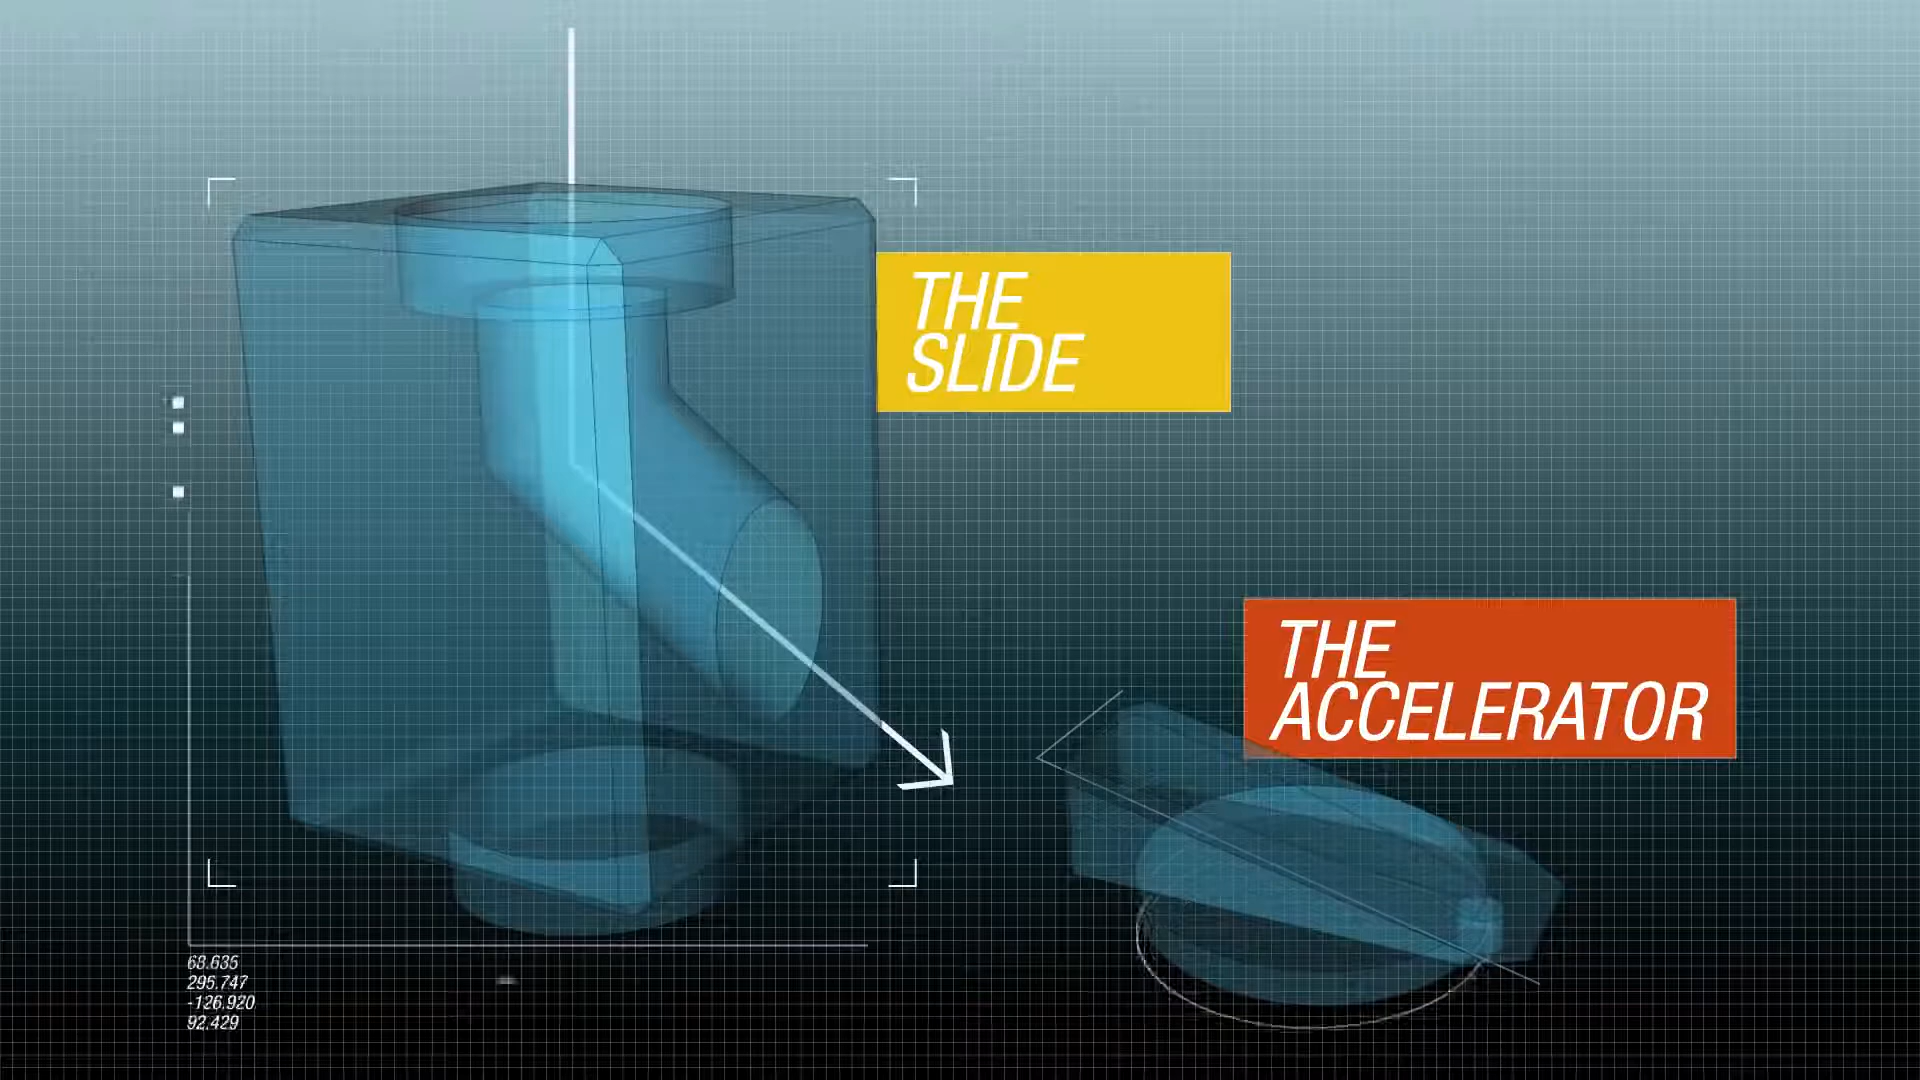 THE
SLIDE
THE
ACCELERATOR
68.635
295.747
-126.920
92.429